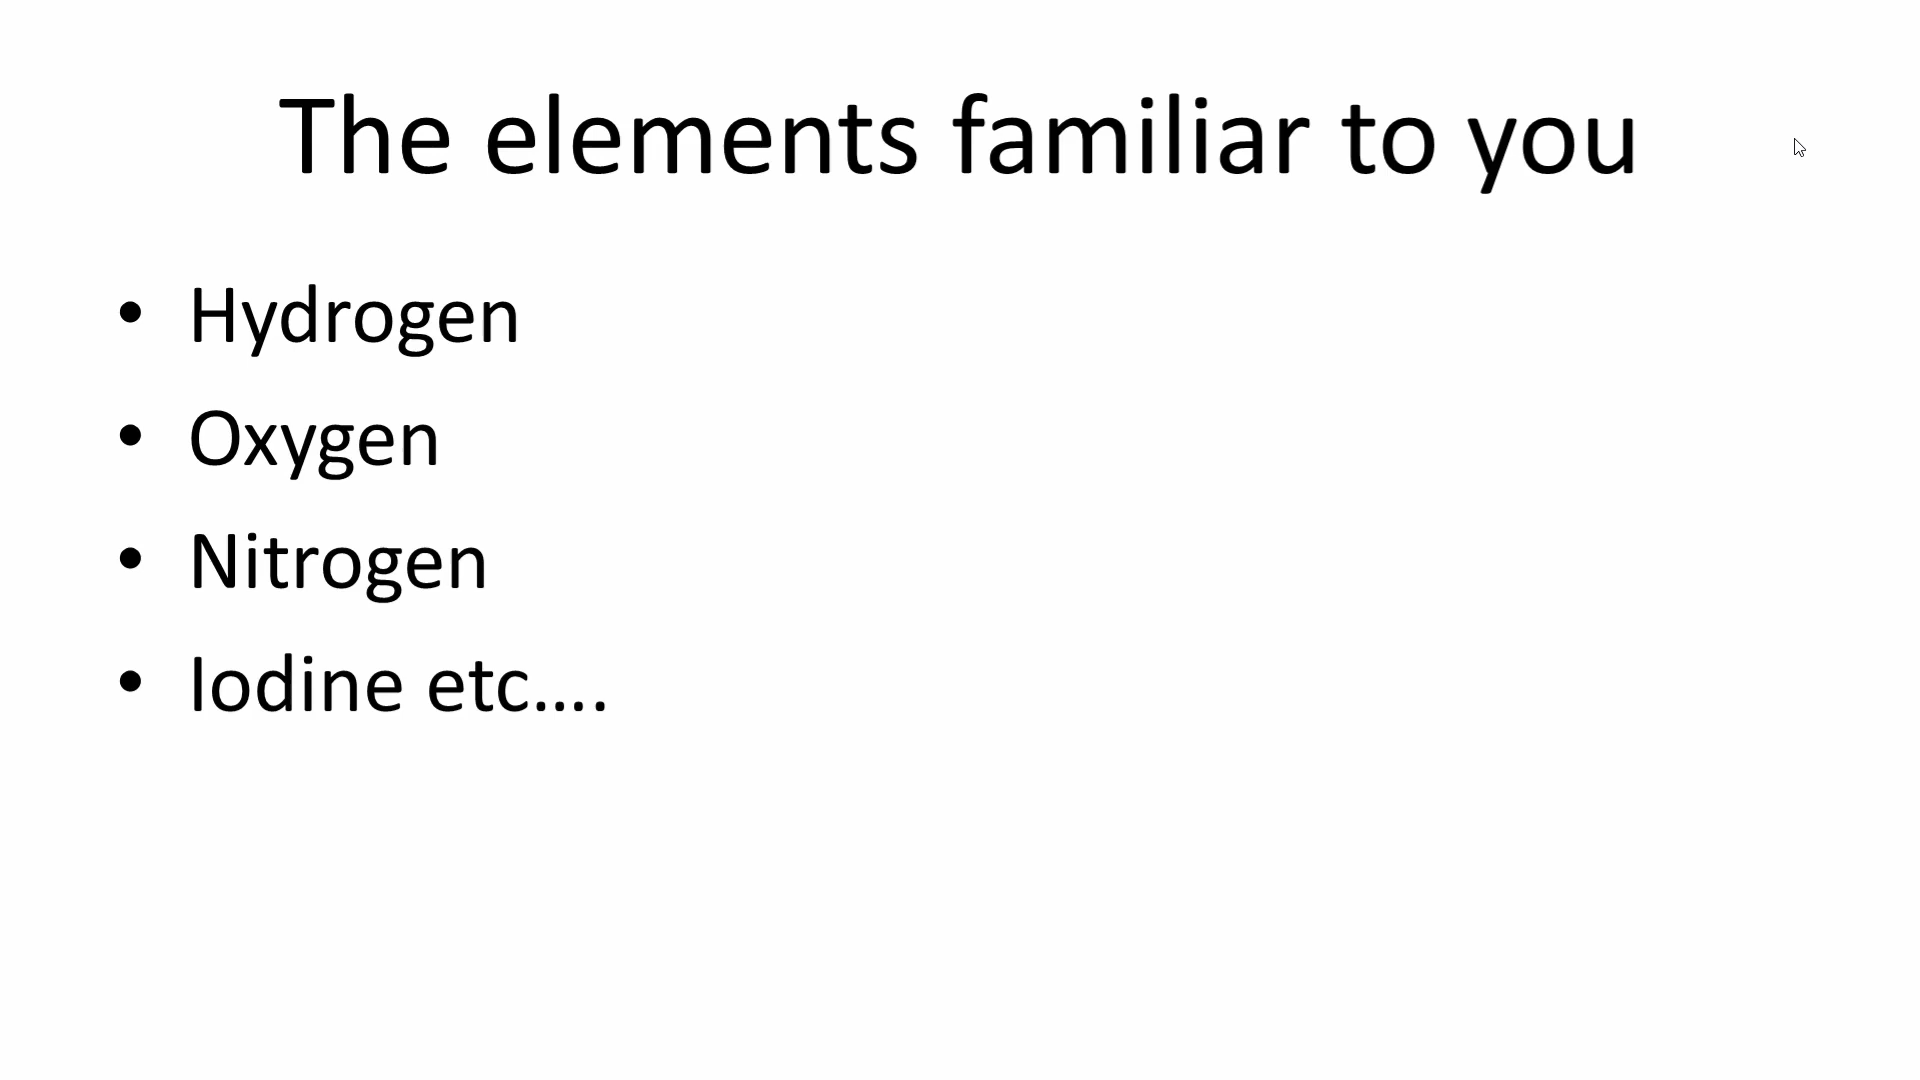 The elements familiar to you
• Hydrogen
• Oxygen
• Nitrogen
• Iodine etc....